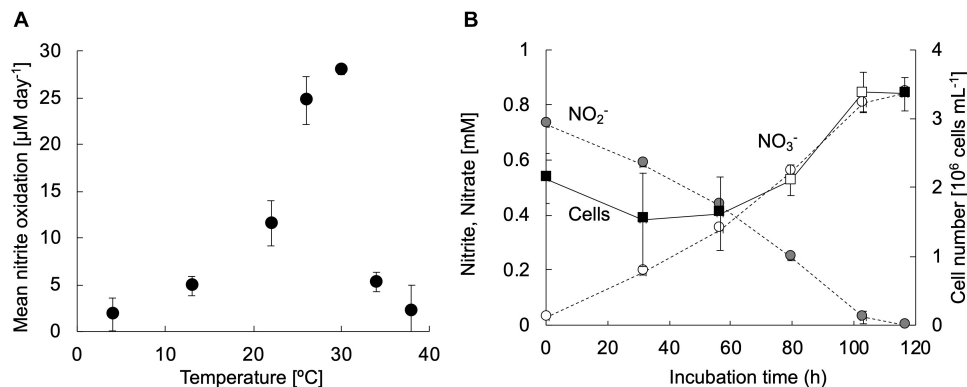 A
Mean nitrite oxidation [µM day⁻¹]
30
25
20
15
10
5
0
0 10 20 30 40
Temperature [ºC]
B
Nitrite, Nitrate [mM]
1
0.8
0.6
0.4
0.2
0
NO₂⁻
NO₃⁻
Cells
4
3
2
1
0
Cell number [10⁶ cells mL⁻¹]
0 20 40 60 80 100 120
Incubation time (h)